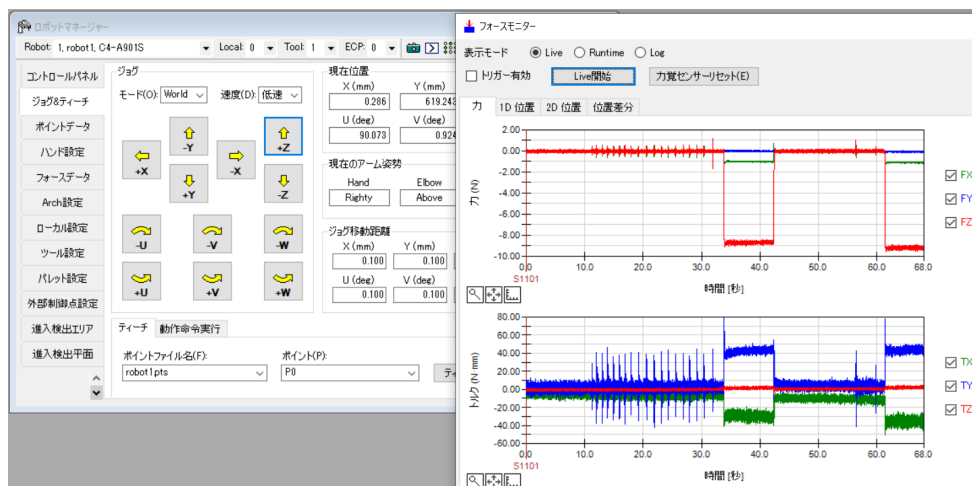 ロボットマネージャー
Robot: 1, robot1, C4-A901S Local: 0 Tool: 1 ECP: 0
コントロールパネル
ジョグ&ティーチ
ポイントデータ
ハンド設定
フォースデータ
Arch設定
ローカル設定
ツール設定
パレット設定
外部制御点設定
進入検出エリア
進入検出平面
ジョグ
モード(O): World 速度(D): 低速
-Y +Z
+X -X
+Y -Z
-U -V -W
+U +V +W
現在位置
X (mm) Y (mm)
0.286 619.243
U (deg) V (deg)
90.073 0.924
現在のアーム姿勢
Hand Elbow
Righty Above
ジョグ移動距離
X (mm) Y (mm)
0.100 0.100
U (deg) V (deg)
0.100 0.100
ティーチ 動作命令実行
ポイントファイル名(F): ポイント(P):
robot1.pts P0
フォースモニター
表示モード Live Runtime Log
トリガー有効 Live開始 力覚センサーリセット(E)
力 1D 位置 2D 位置 位置差分
力 (N)
2.00
0.00
-2.00
-4.00
-6.00
-8.00
-10.00
0.0 10.0 20.0 30.0 40.0 50.0 60.0 68.0
S1101
時間 [秒]
FX
FY
FZ
トルク (N·mm)
80.00
60.00
40.00
20.00
0.00
-20.00
-40.00
-60.00
0.0 10.0 20.0 30.0 40.0 50.0 60.0 68.0
S1101
時間 [秒]
TX
TY
TZ